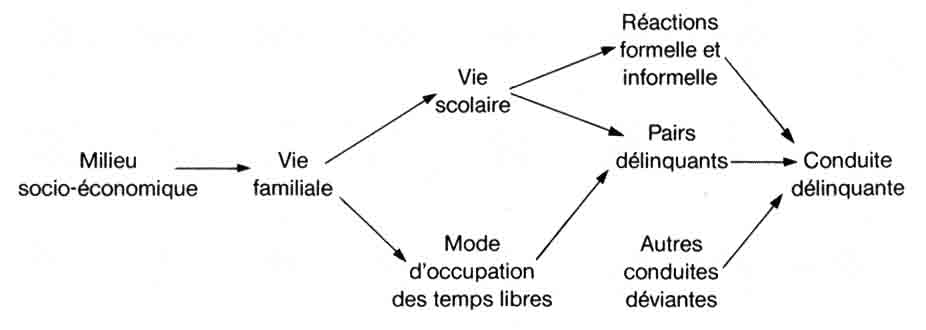 Milieu
socio-économique
Vie
familiale
Vie
scolaire
Mode
d'occupation
des temps libres
Réactions
formelle et
informelle
Pairs
délinquants
Autres
conduites
déviantes
Conduite
délinquante